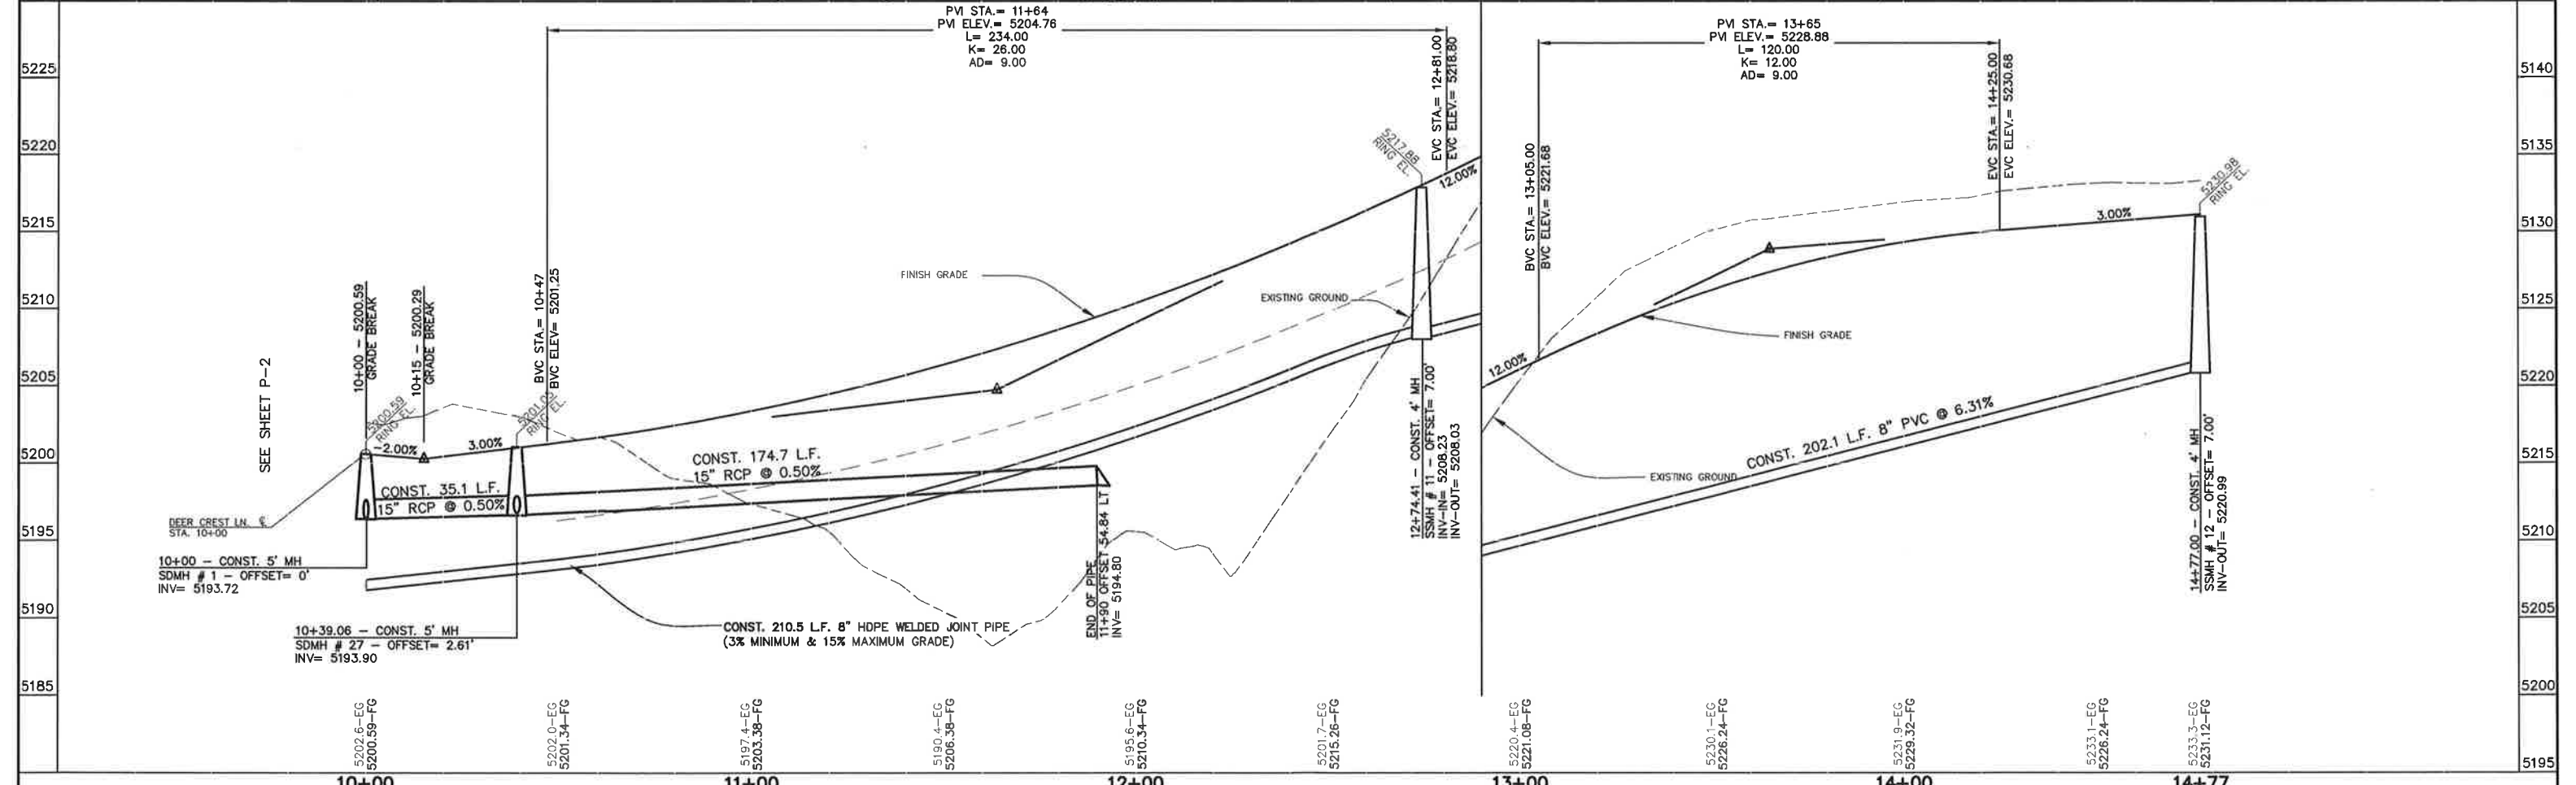 PVI STA.= 11+64
PVI ELEV.= 5204.76
L= 234.00
K= 26.00
AD= 9.00
PVI STA.= 13+65
PVI ELEV.= 5228.88
L= 120.00
K= 12.00
AD= 9.00
5225
5220
5215
5210
5205
5200
5195
5190
5185
5140
5135
5130
5125
5220
5215
5210
5205
5200
5195
SEE SHEET P-2
10+00 - 5200.59
GRADE BREAK
10+15 - 5200.29
GRADE BREAK
BVC STA.= 10+47
BVC ELEV= 5201.25
5200.59
RING EL.
5201.05
RING EL.
-2.00%
3.00%
CONST. 35.1 L.F.
15" RCP @ 0.50%
CONST. 174.7 L.F.
15" RCP @ 0.50%
DEER CREST LN. ℄
STA. 10+00
10+00 - CONST. 5' MH
SDMH # 1 - OFFSET= 0'
INV= 5193.72
10+39.06 - CONST. 5' MH
SDMH # 27 - OFFSET= 2.61'
INV= 5193.90
CONST. 210.5 L.F. 8" HDPE WELDED JOINT PIPE
(3% MINIMUM & 15% MAXIMUM GRADE)
END OF PIPE
11+90 OFFSET 54.84 LT
INV= 5194.80
FINISH GRADE
EXISTING GROUND
5217.88
RING EL.
EVC STA.= 12+81.00
EVC ELEV.= 5218.80
12.00%
12+74.41 - CONST. 4' MH
SSMH # 11 - OFFSET= 7.00'
INV-IN= 5208.23
INV-OUT= 5208.03
12.00%
BVC STA.= 13+05.00
BVC ELEV.= 5221.68
EVC STA.= 14+25.00
EVC ELEV.= 5230.68
FINISH GRADE
EXISTING GROUND
3.00%
CONST. 202.1 L.F. 8" PVC @ 6.31%
5230.98
RING EL.
14+77.00 - CONST. 4' MH
SSMH # 12 - OFFSET= 7.00'
INV-OUT= 5220.99
5202.6-EG
5200.59-FG
5202.0-EG
5201.34-FG
5197.4-EG
5203.38-FG
5190.4-EG
5206.38-FG
5195.6-EG
5210.34-FG
5201.7-EG
5215.26-FG
5220.4-EG
5221.08-FG
5230.1-EG
5226.24-FG
5231.9-EG
5229.32-FG
5233.1-EG
5226.24-FG
5233.3-EG
5231.12-FG
10+00
11+00
12+00
13+00
14+00
14+77